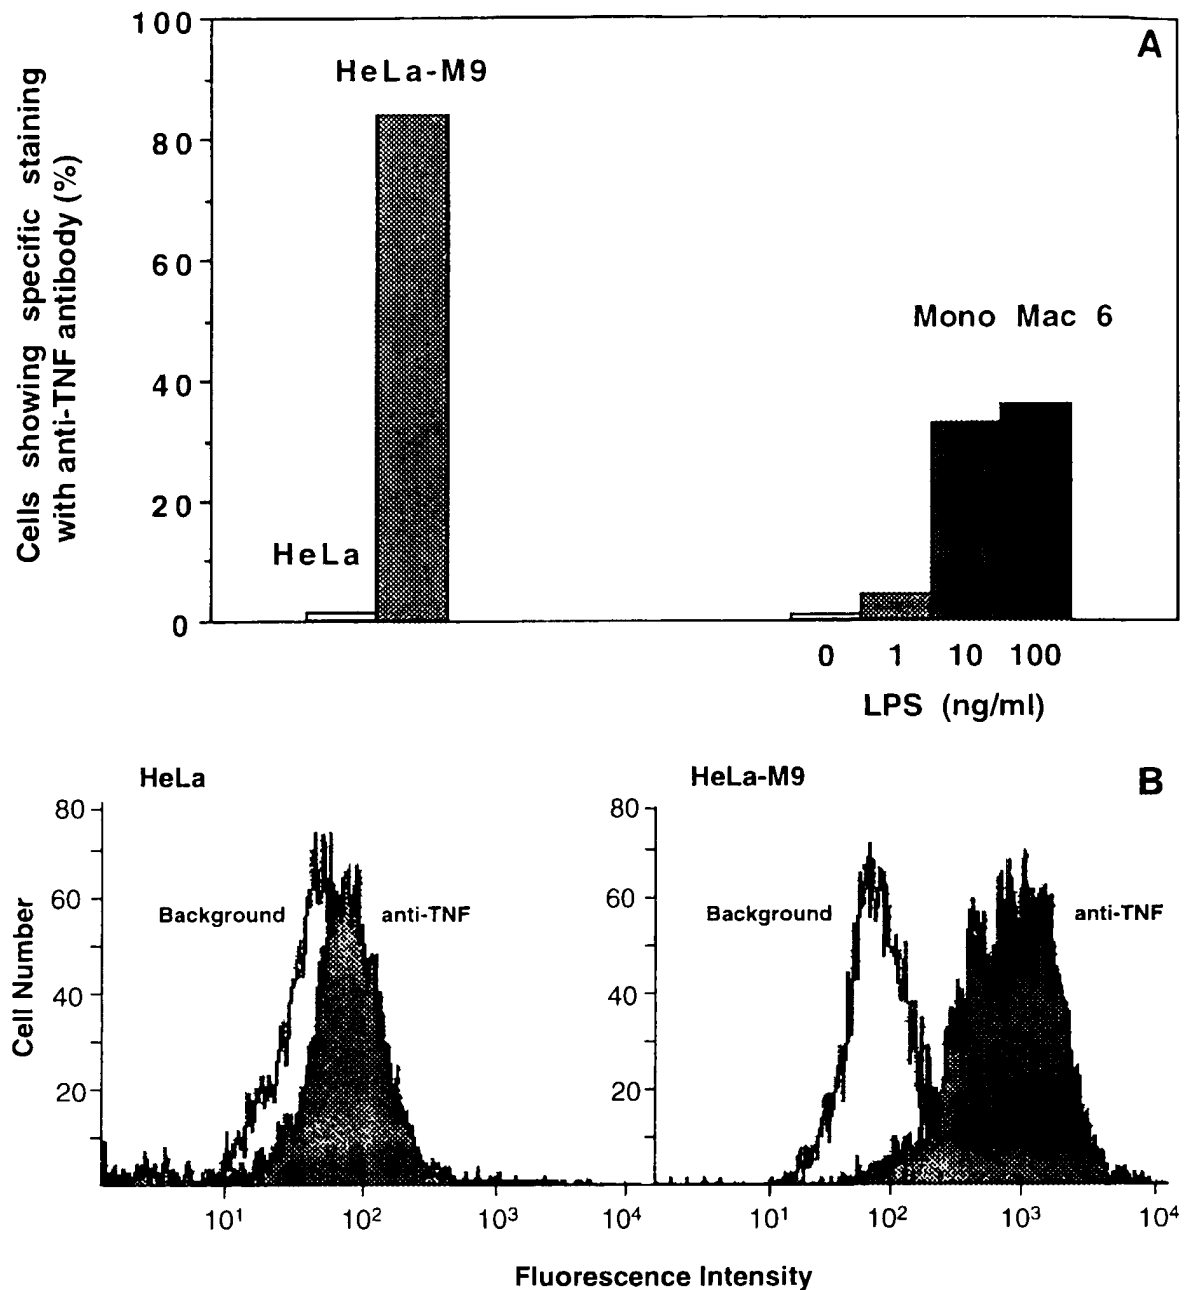 A
Cells showing specific staining
with anti-TNF antibody (%)
100
80
60
40
20
0
HeLa-M9
HeLa
Mono Mac 6
0 1 10 100
LPS (ng/ml)
B
HeLa
HeLa-M9
Cell Number
80
60
40
20
Background
anti-TNF
10¹ 10² 10³ 10⁴
80
60
40
20
Background
anti-TNF
10¹ 10² 10³ 10⁴
Fluorescence Intensity